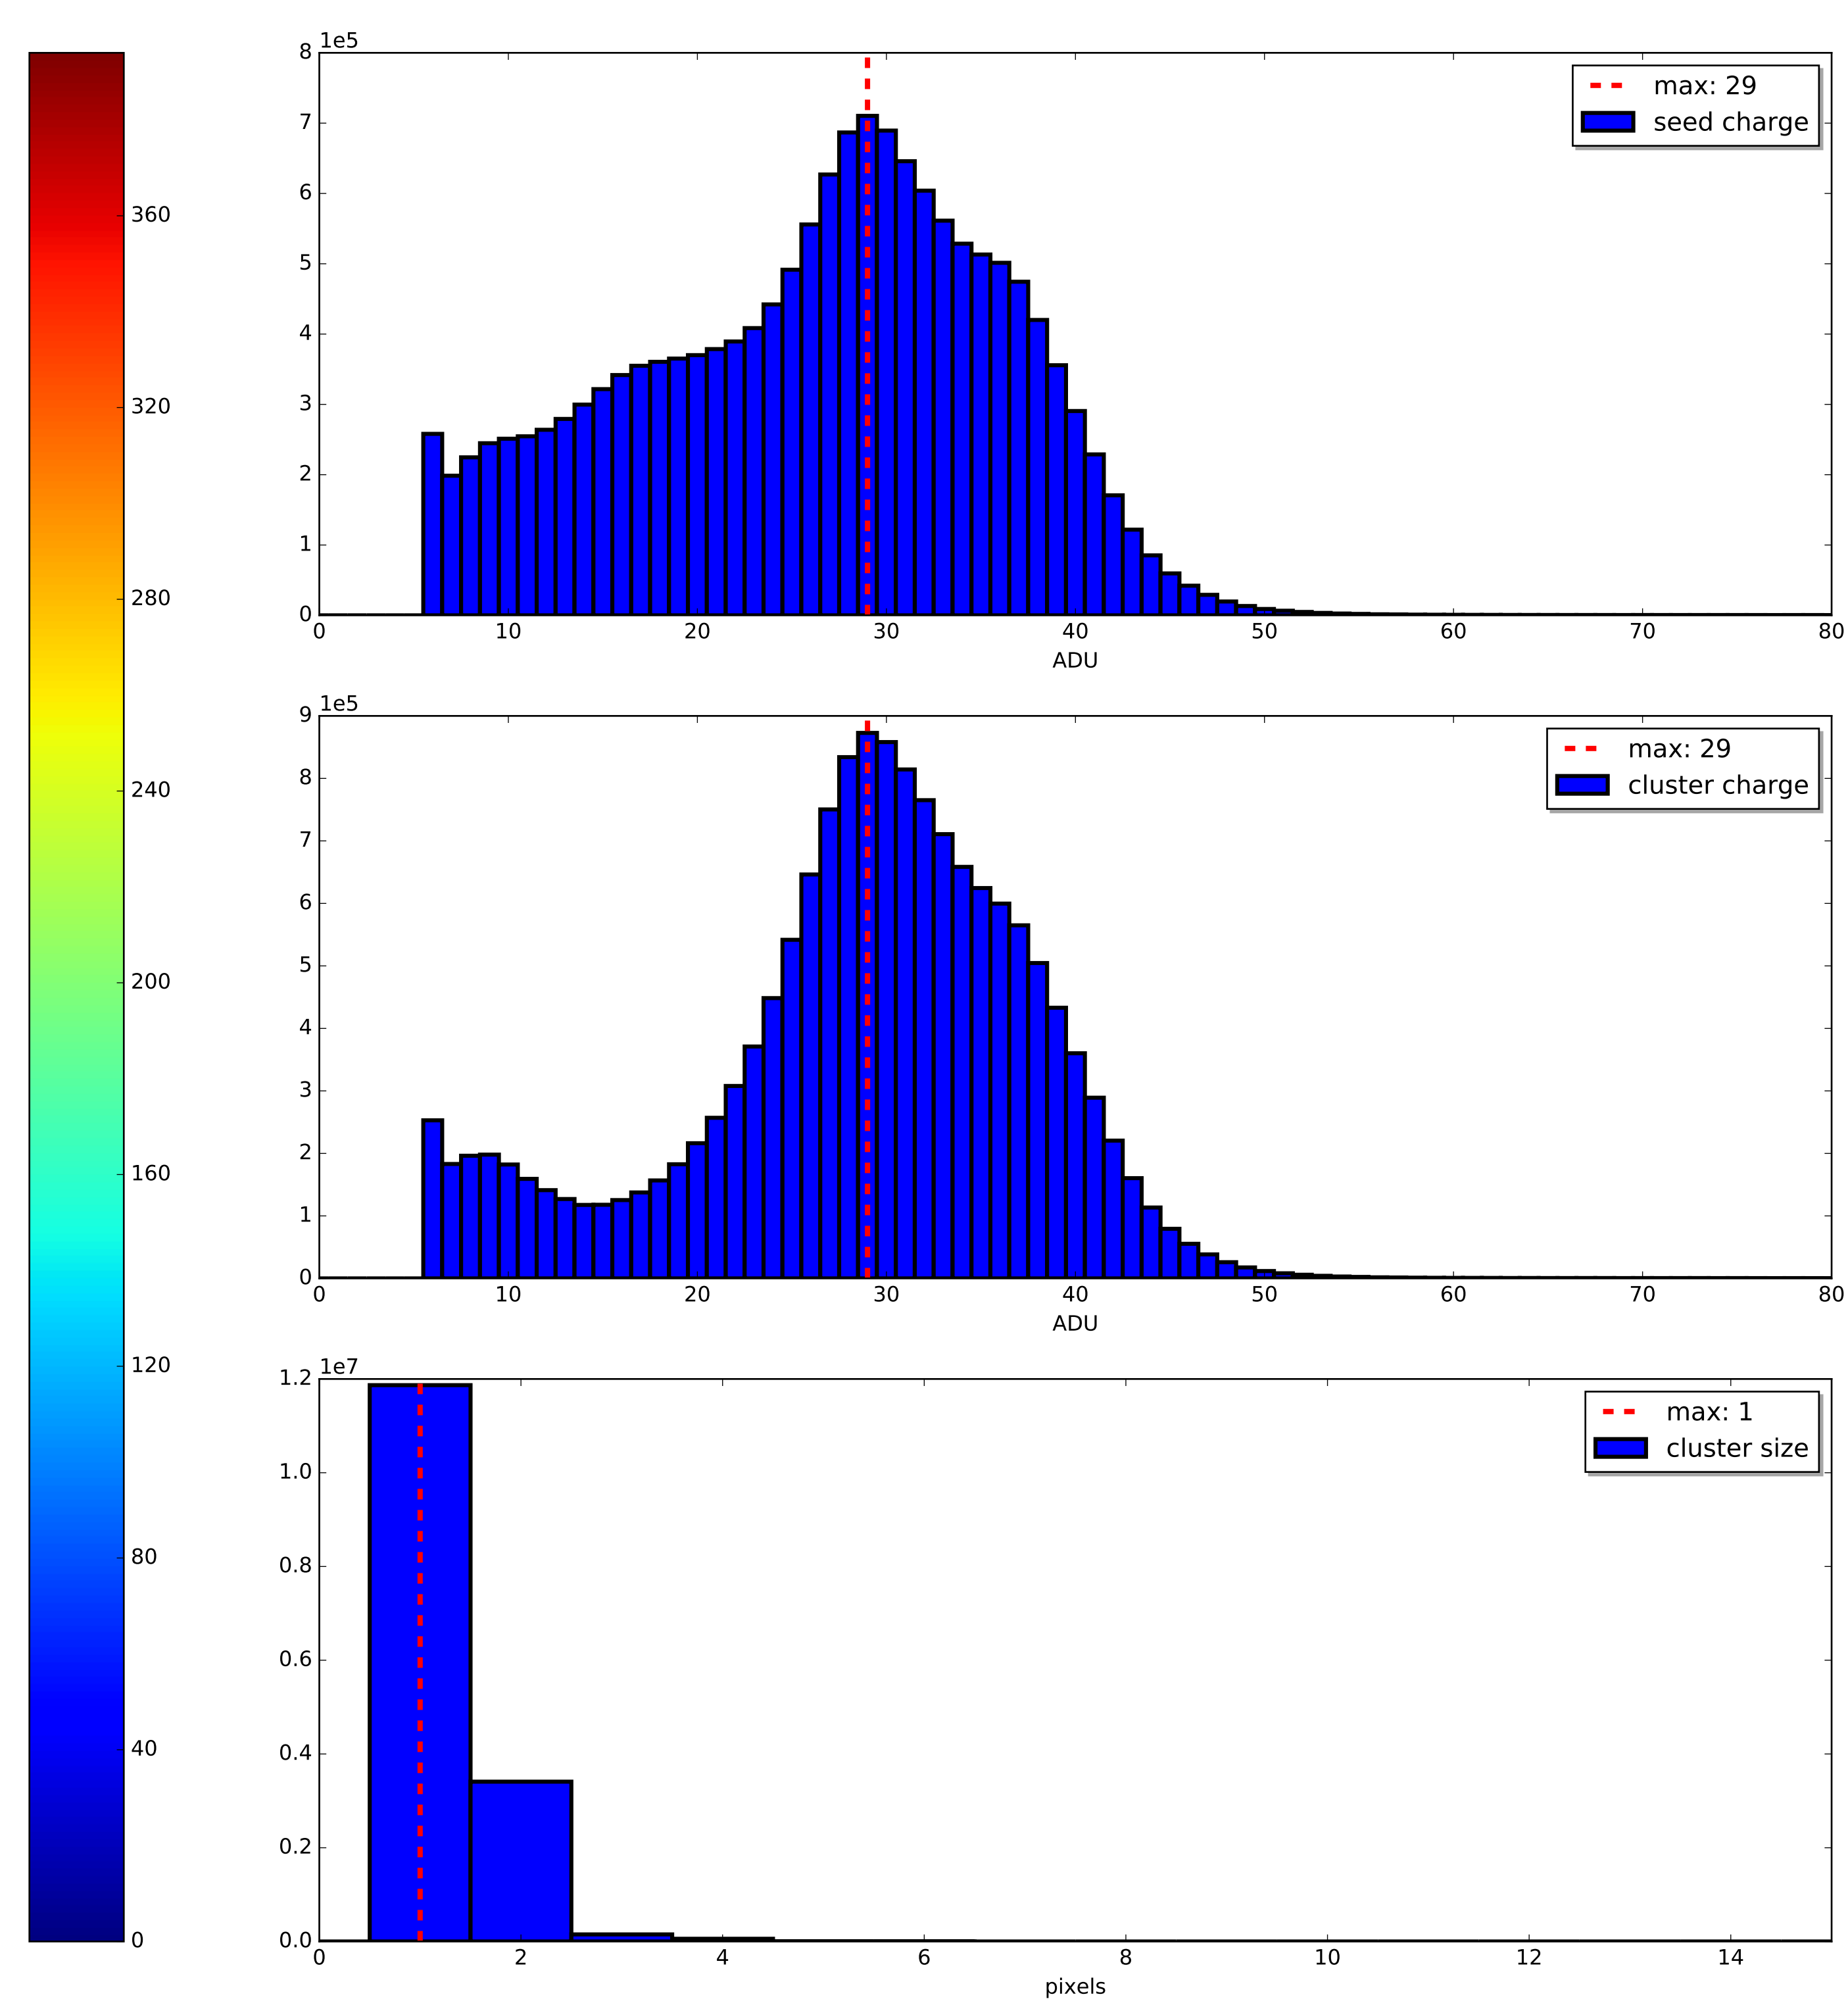 360
320
280
240
200
160
120
80
40
0
1e5
8
7
6
5
4
3
2
1
0
max: 29
seed charge
0 10 20 30 40 50 60 70 80
ADU
1e5
9
8
7
6
5
4
3
2
1
0
max: 29
cluster charge
0 10 20 30 40 50 60 70 80
ADU
1e7
1.2
1.0
0.8
0.6
0.4
0.2
0.0
max: 1
cluster size
0 2 4 6 8 10 12 14
pixels